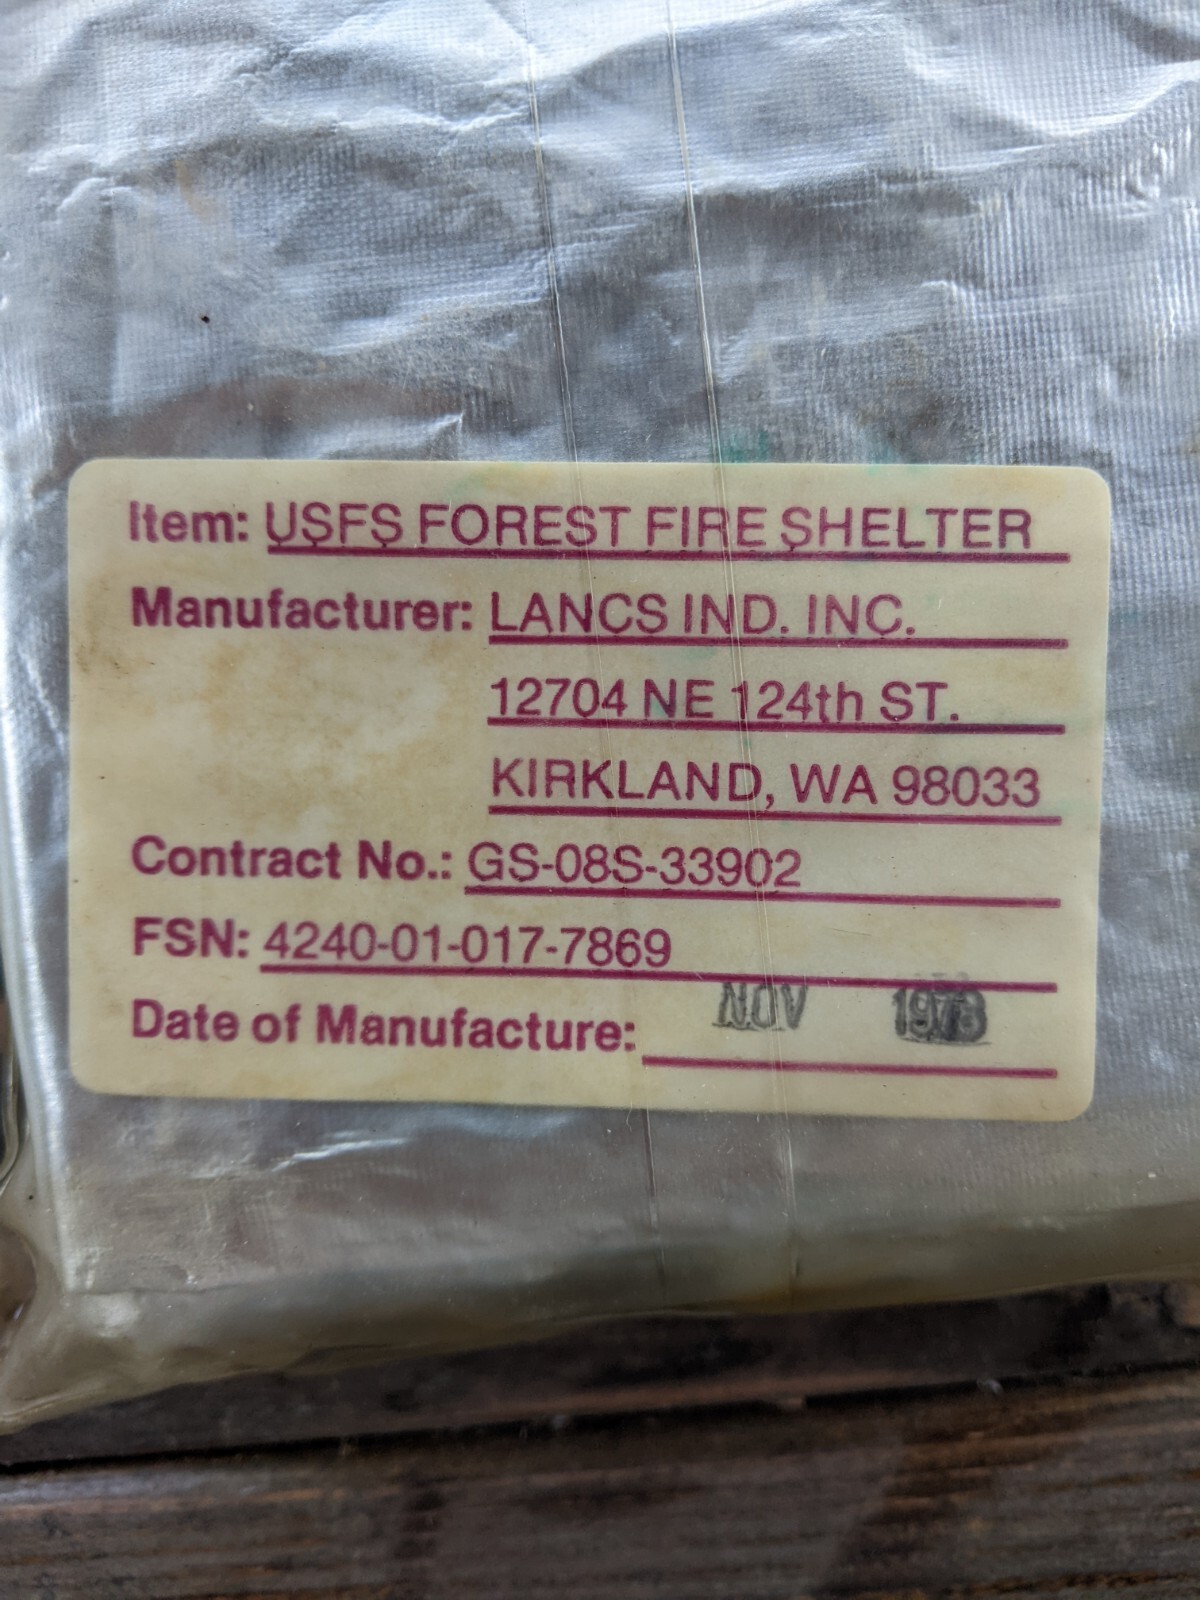 Item: USFS FOREST FIRE SHELTER
Manufacturer: LANCS IND. INC.
12704 NE 124th ST.
KIRKLAND, WA 98033
Contract No.: GS-08S-33902
FSN: 4240-01-017-7869
Date of Manufacture: NOV